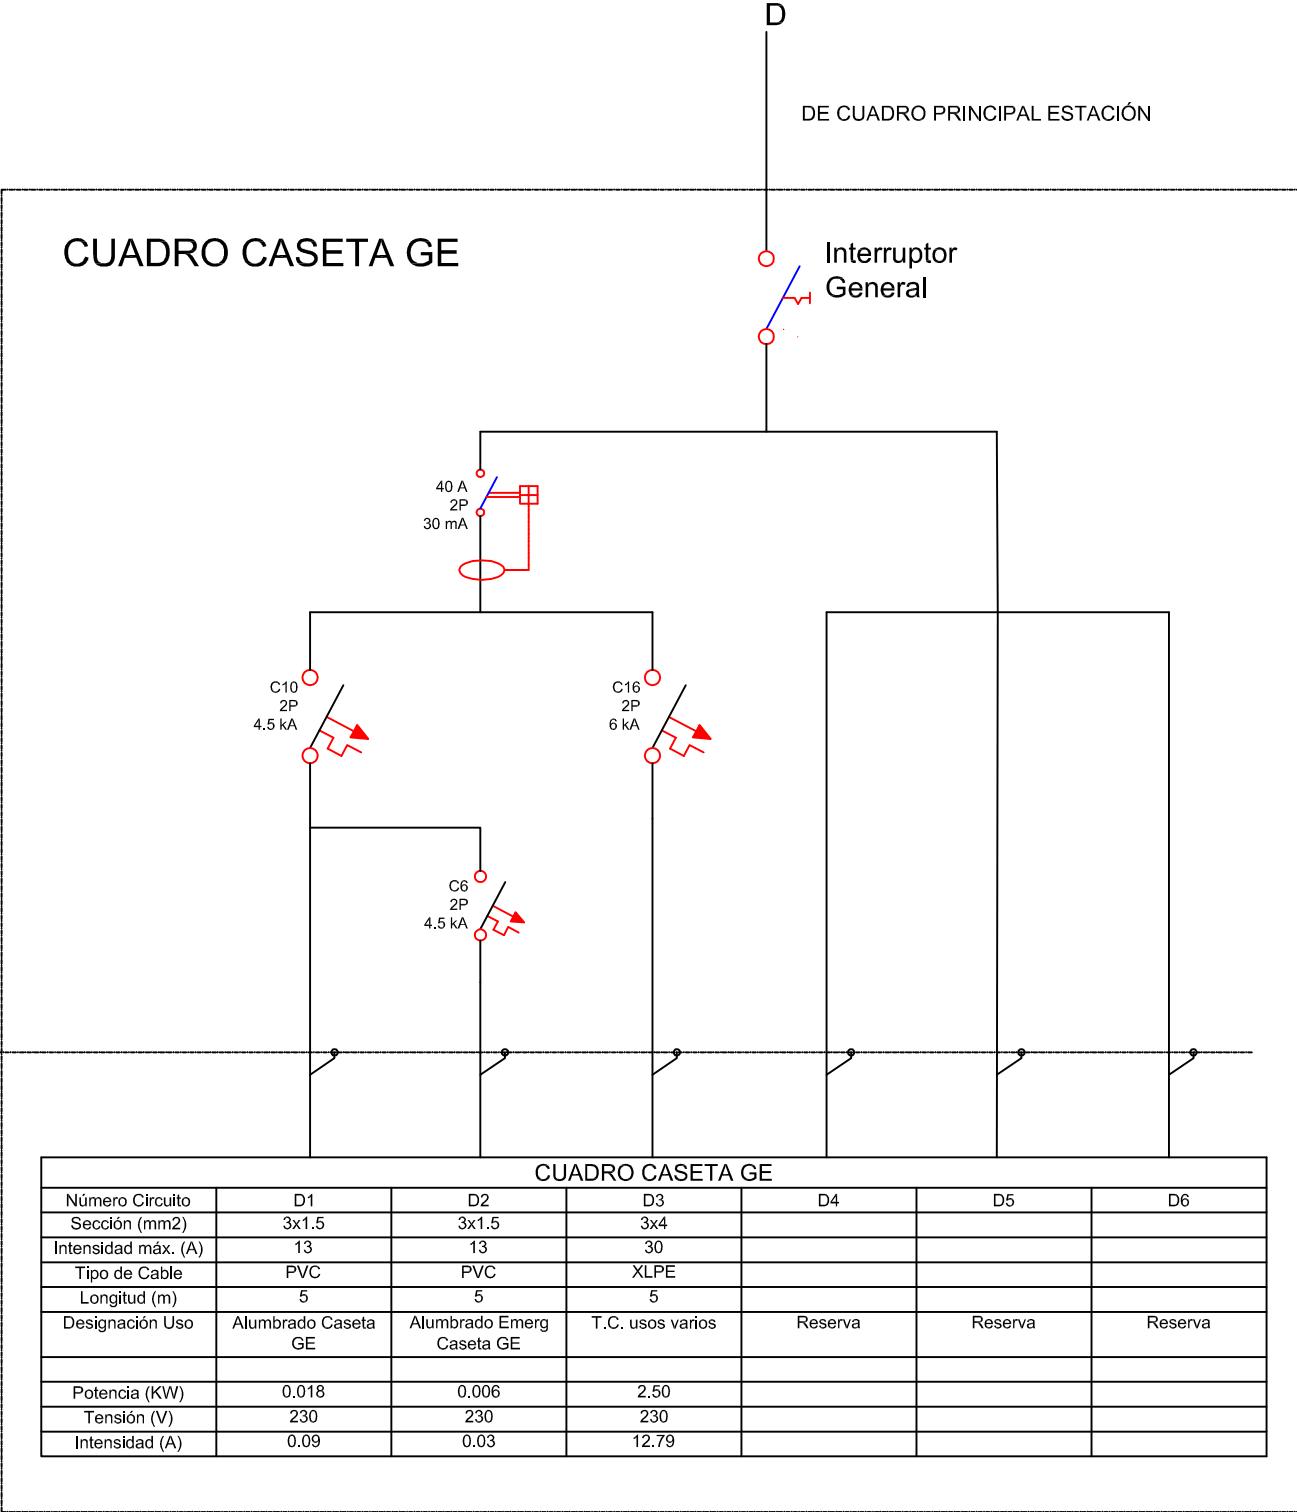 D
DE CUADRO PRINCIPAL ESTACIÓN
CUADRO CASETA GE
Interruptor
General
40 A
2P
30 mA
C10
2P
4.5 kA
C16
2P
6 kA
C6
2P
4.5 kA
CUADRO CASETA GE
Número Circuito D1 D2 D3 D4 D5 D6
Sección (mm2) 3x1.5 3x1.5 3x4
Intensidad máx. (A) 13 13 30
Tipo de Cable PVC PVC XLPE
Longitud (m) 5 5 5
Designación Uso Alumbrado Caseta Alumbrado Emerg T.C. usos varios Reserva Reserva Reserva
GE Caseta GE
Potencia (KW) 0.018 0.006 2.50
Tensión (V) 230 230 230
Intensidad (A) 0.09 0.03 12.79